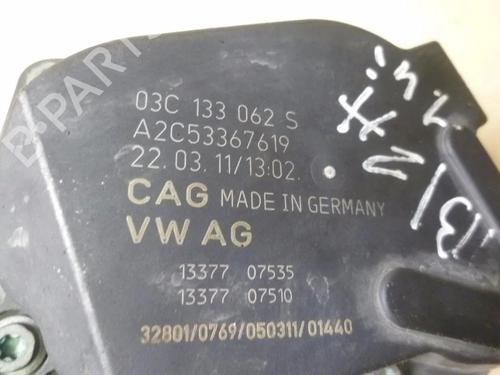 03C 133 062 S
A2C53367619
22. 03. 11/13:02.
CAG MADE IN GERMANY
VW AG
13377 07535
13377 07510
32801/0769/050311/01440
B-PARTS